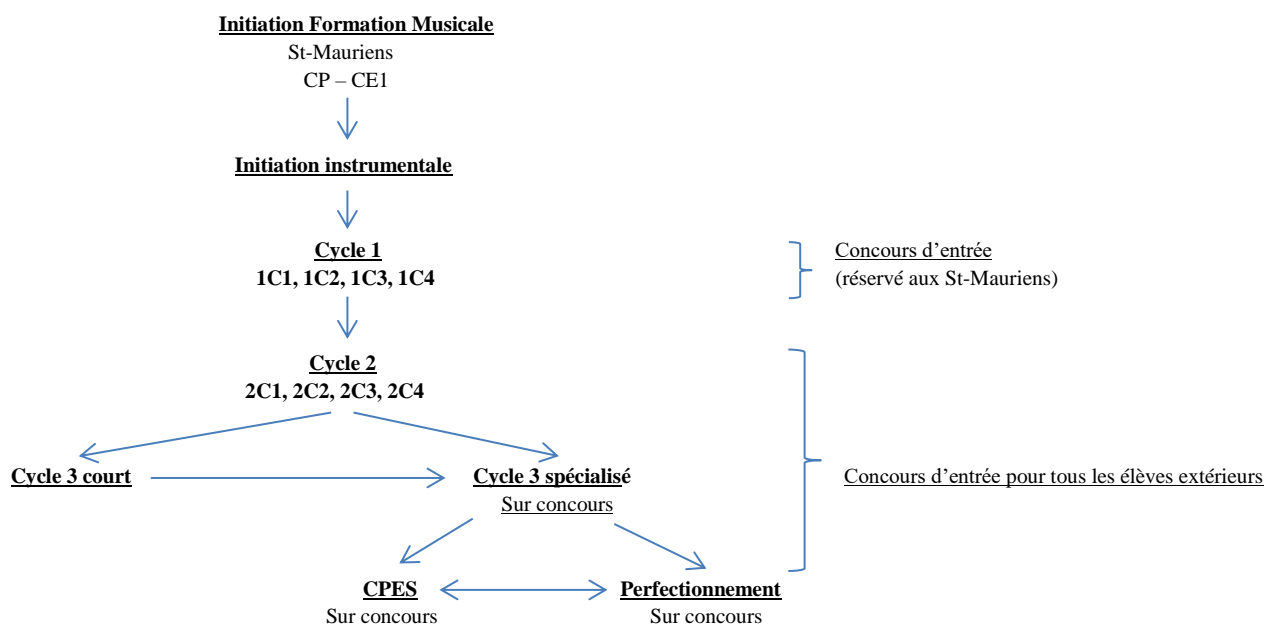 Initiation Formation Musicale
St-Mauriens
CP – CE1
Initiation instrumentale
Cycle 1
1C1, 1C2, 1C3, 1C4
Concours d’entrée
(réservé aux St-Mauriens)
Cycle 2
2C1, 2C2, 2C3, 2C4
Cycle 3 court
Cycle 3 spécialisé
Sur concours
Concours d’entrée pour tous les élèves extérieurs
CPES
Sur concours
Perfectionnement
Sur concours